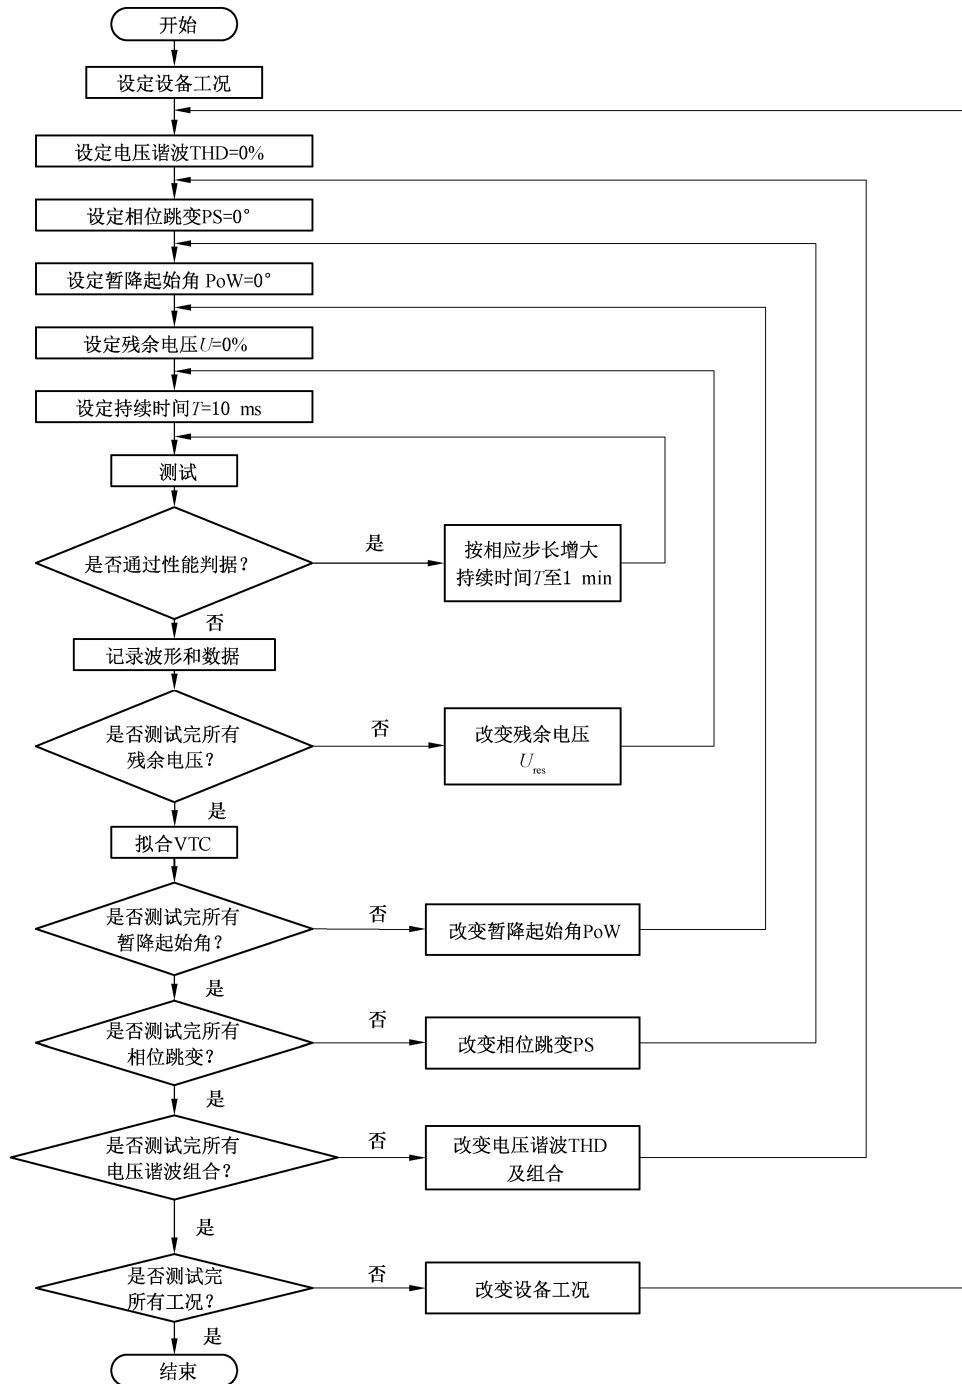 开始
设定设备工况
设定电压谐波THD=0%
设定相位跳变PS=0°
设定暂降起始角 PoW=0°
设定残余电压U=0%
设定持续时间T=10 ms
测试
是否通过性能判据？
是
按相应步长增大
持续时间T至1 min
否
记录波形和数据
是否测试完所有
残余电压？
否
改变残余电压
Ures
是
拟合VTC
是否测试完所有
暂降起始角？
否
改变暂降起始角PoW
是
是否测试完所有
相位跳变？
否
改变相位跳变PS
是
是否测试完所有
电压谐波组合？
否
改变电压谐波THD
及组合
是
是否测试完
所有工况？
否
改变设备工况
是
结束